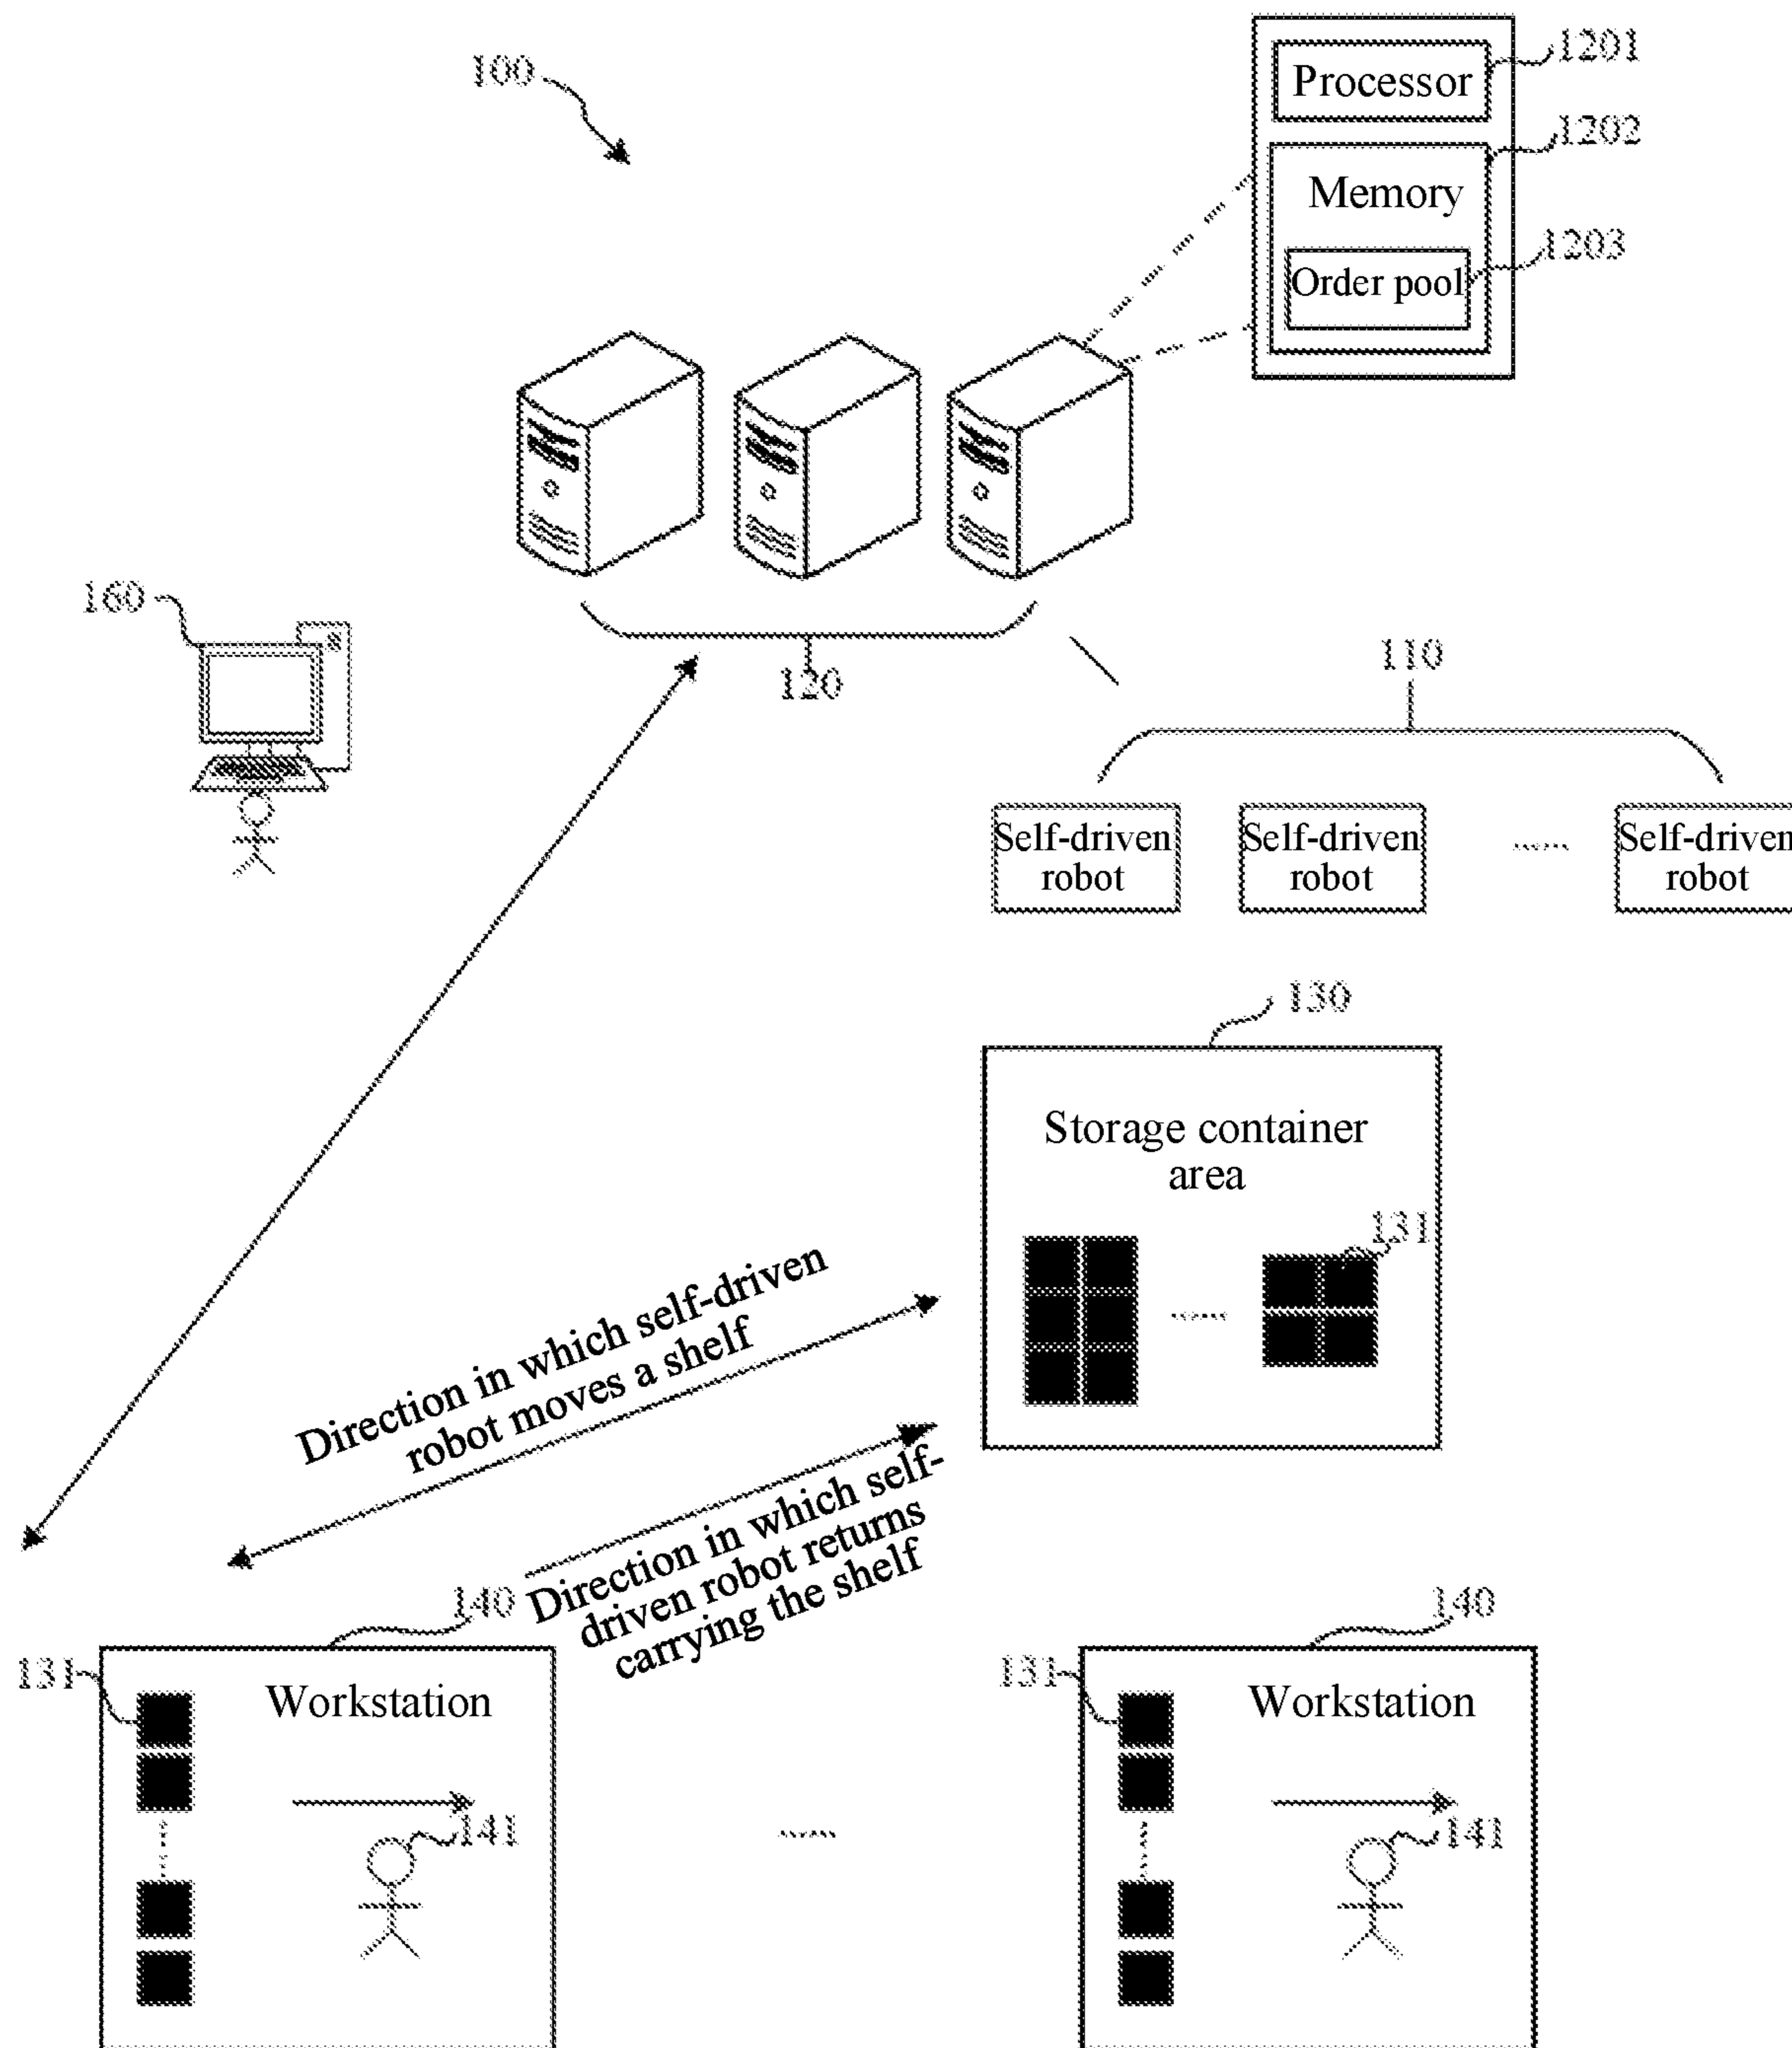 100
Processor
1201
1202
Memory
1203
Order pool
160
120
110
Self-driven
robot
Self-driven
robot
......
Self-driven
robot
130
Storage container
area
131
......
Direction in which self-driven
robot moves a shelf
Direction in which self-
driven robot returns
carrying the shelf
140
131
Workstation
141
......
140
131
Workstation
141